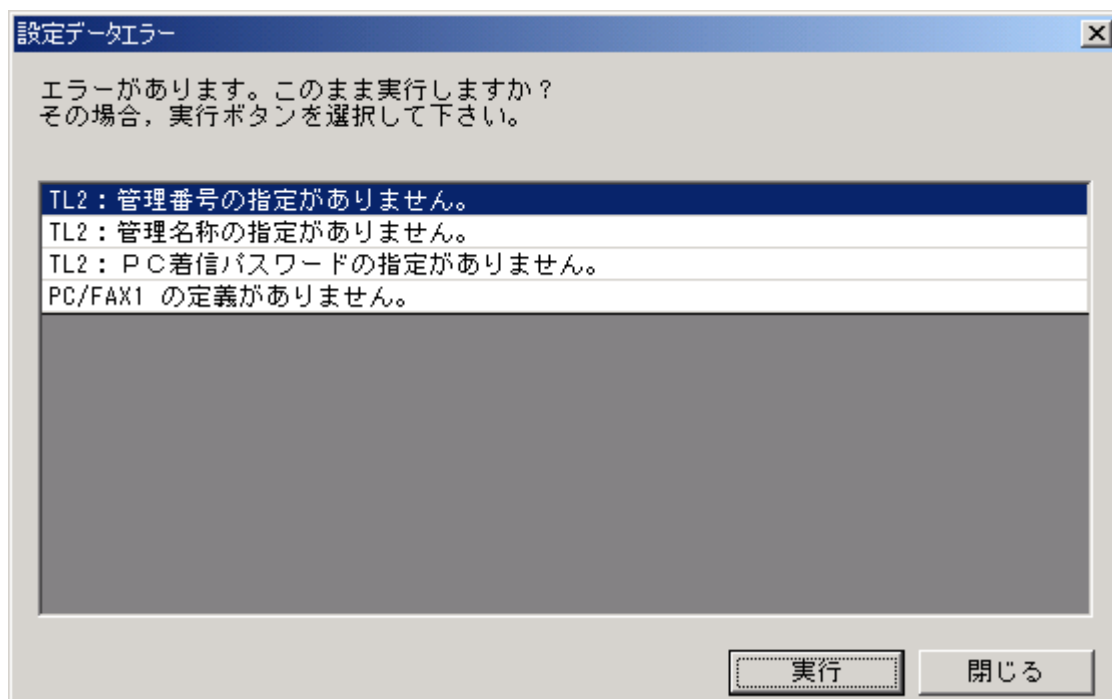 設定データエラー
エラーがあります。このまま実行しますか？
その場合，実行ボタンを選択して下さい。
TL2：管理番号の指定がありません。
TL2：管理名称の指定がありません。
TL2：ＰＣ着信パスワードの指定がありません。
PC/FAX1 の定義がありません。
実行
閉じる